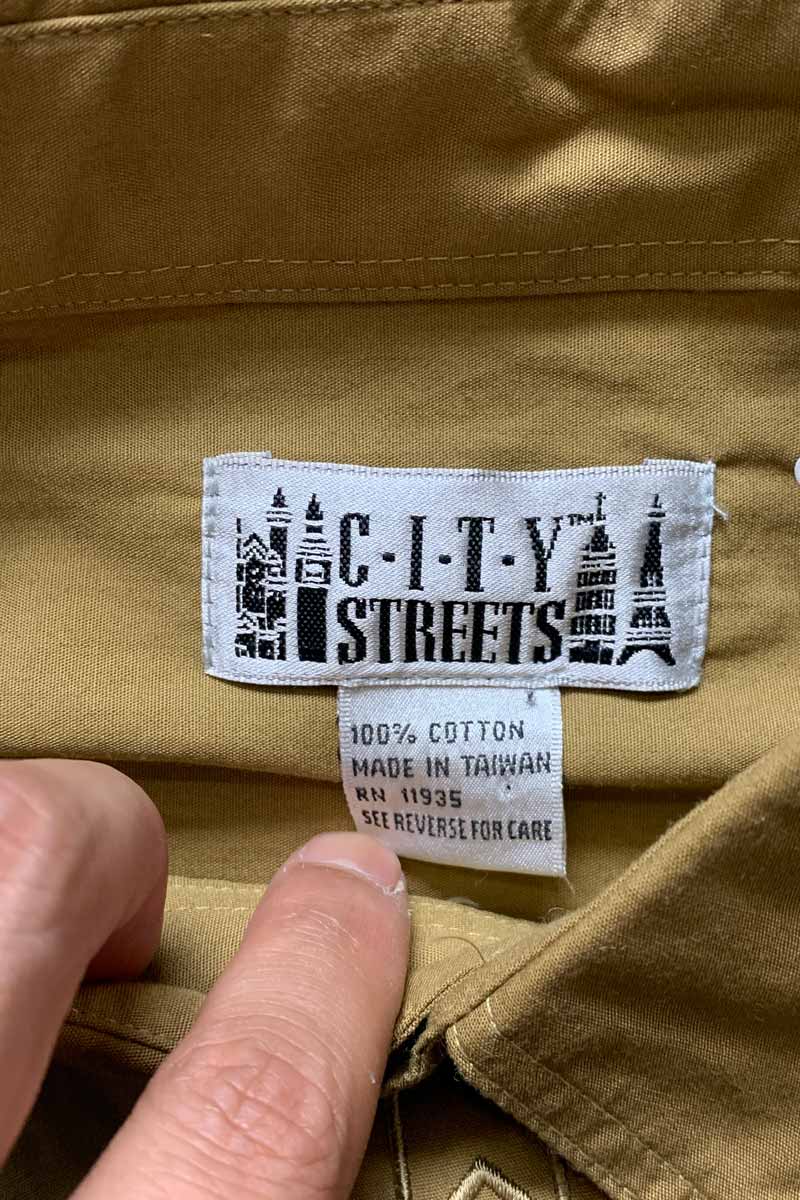 C·I·T·Y™
STREETS
100% COTTON
MADE IN TAIWAN
RN 11935
SEE REVERSE FOR CARE